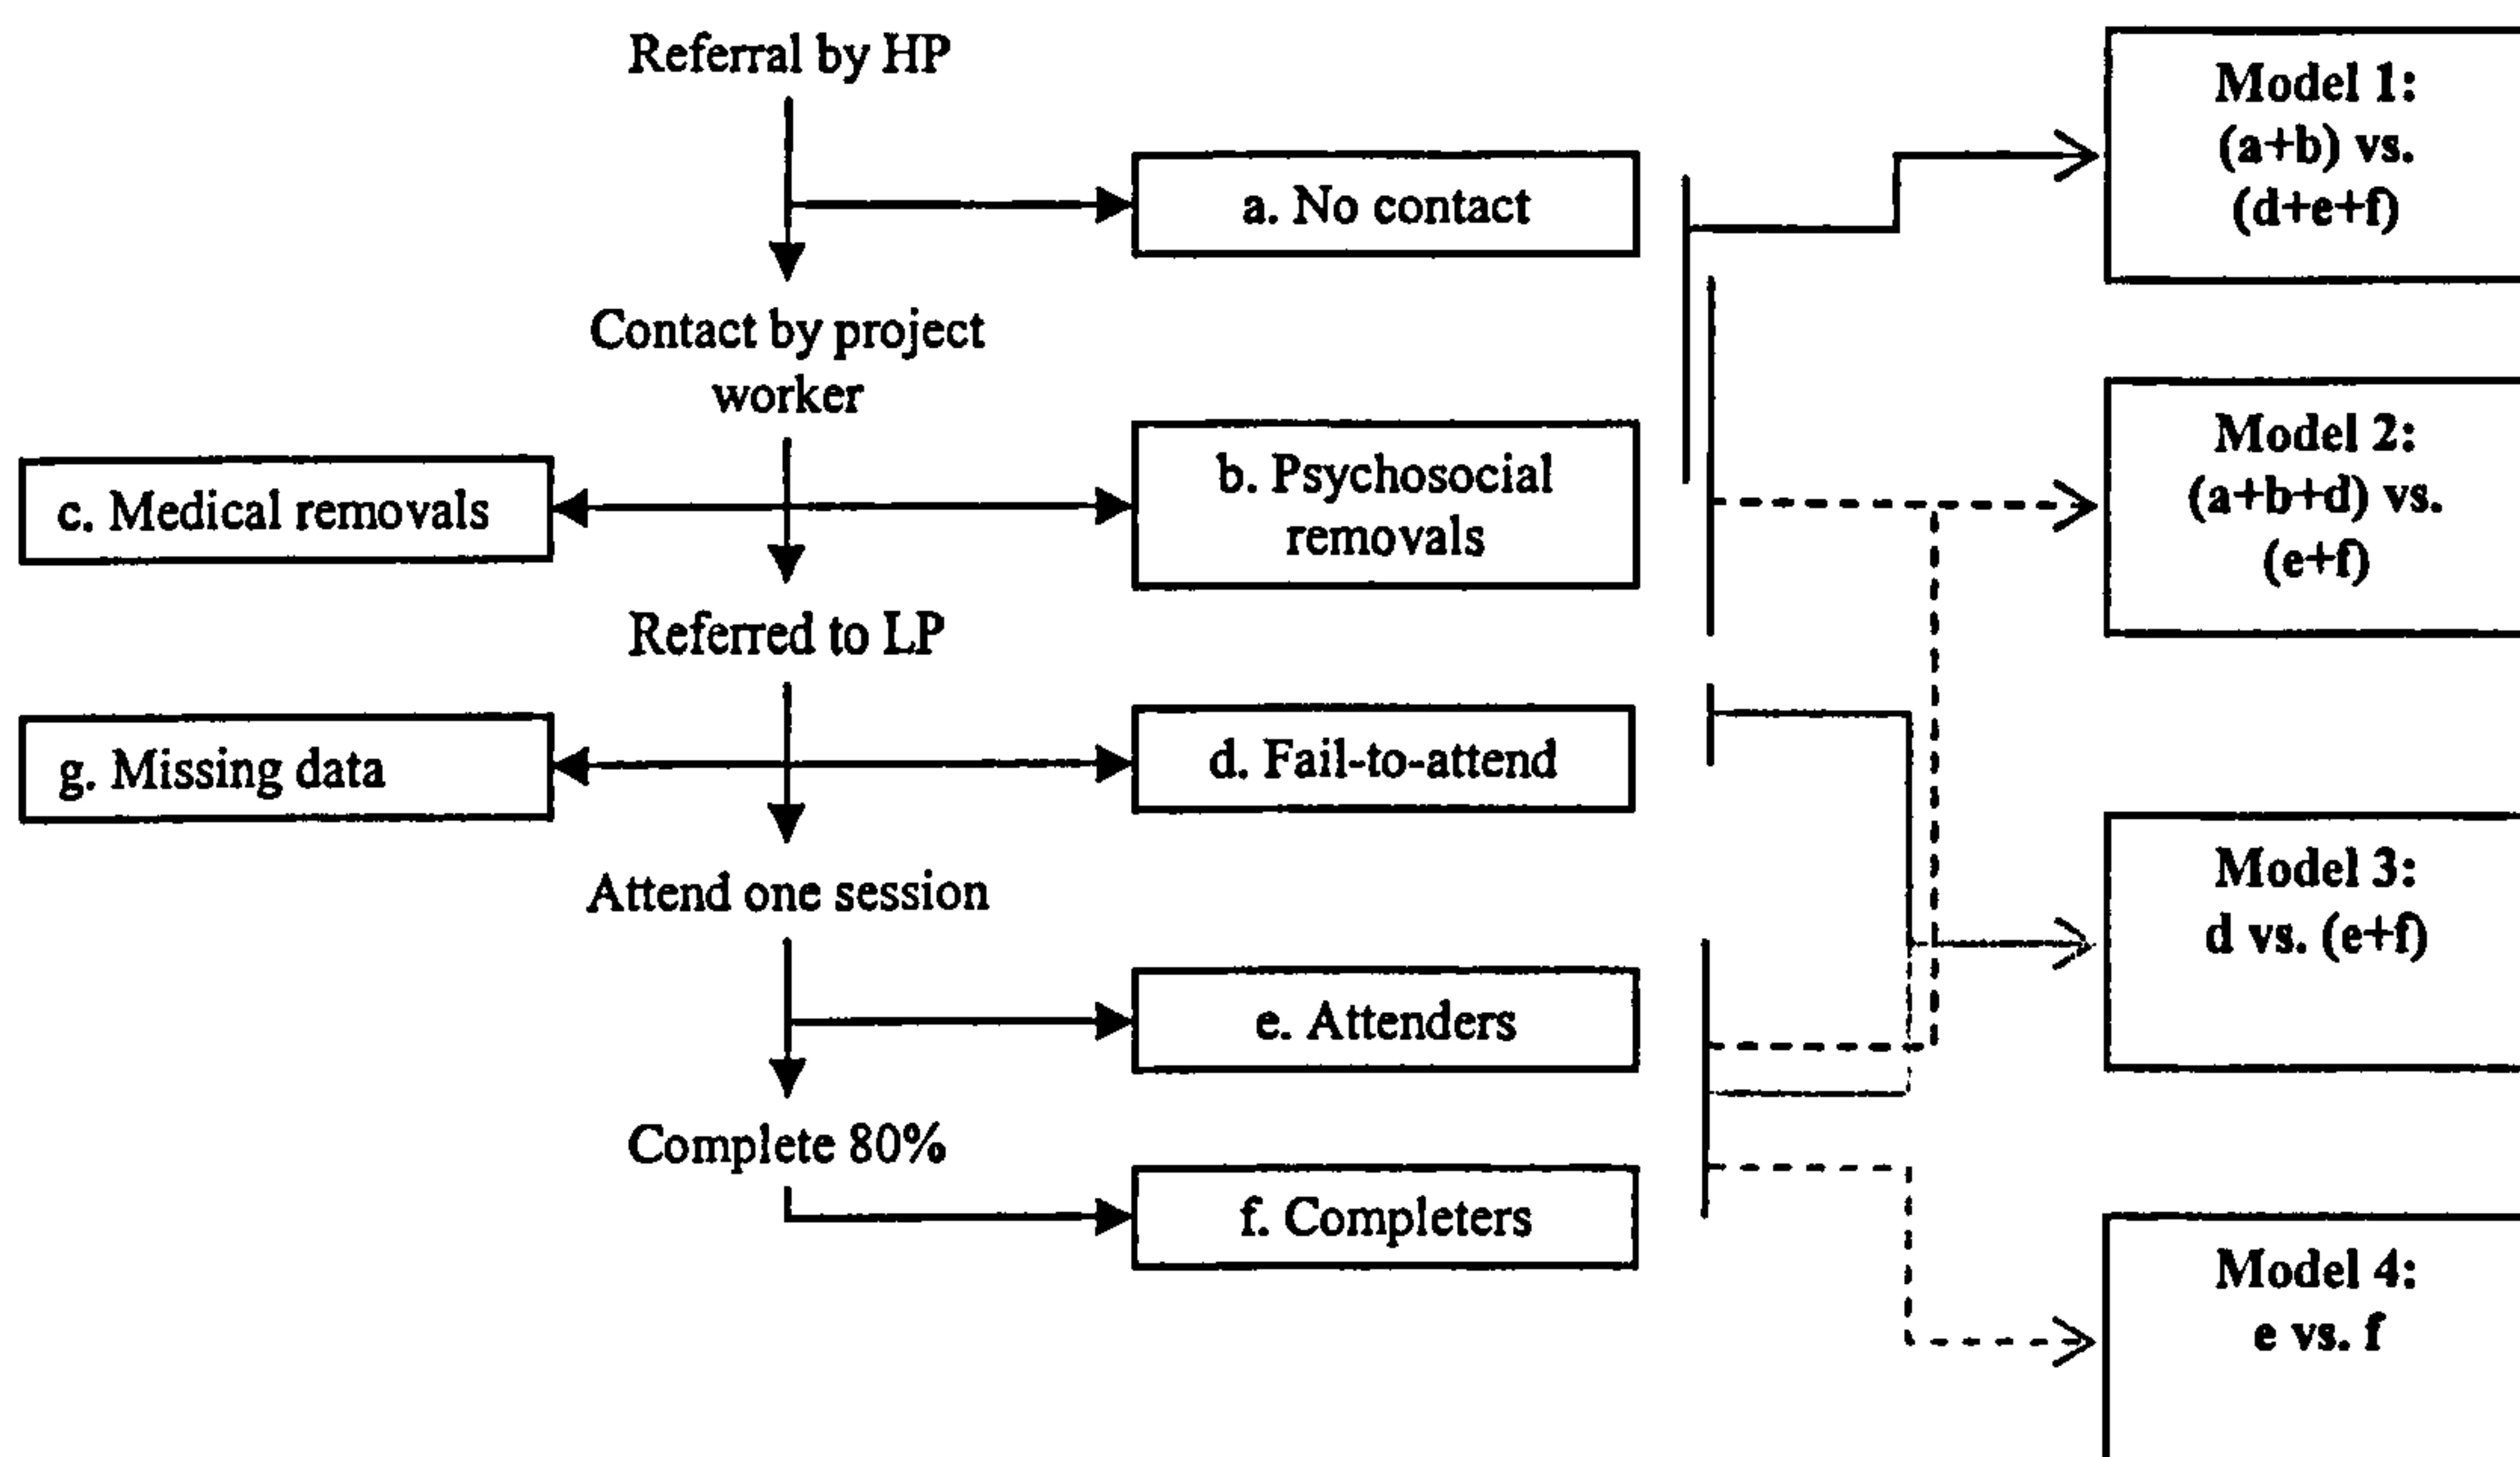 Referral by HP
a. No contact
Contact by project
worker
c. Medical removals
b. Psychosocial
removals
Referred to LP
g. Missing data
d. Fail-to-attend
Attend one session
e. Attenders
Complete 80%
f. Completers
Model 1:
(a+b) vs.
(d+e+f)
Model 2:
(a+b+d) vs.
(e+f)
Model 3:
d vs. (e+f)
Model 4:
e vs. f